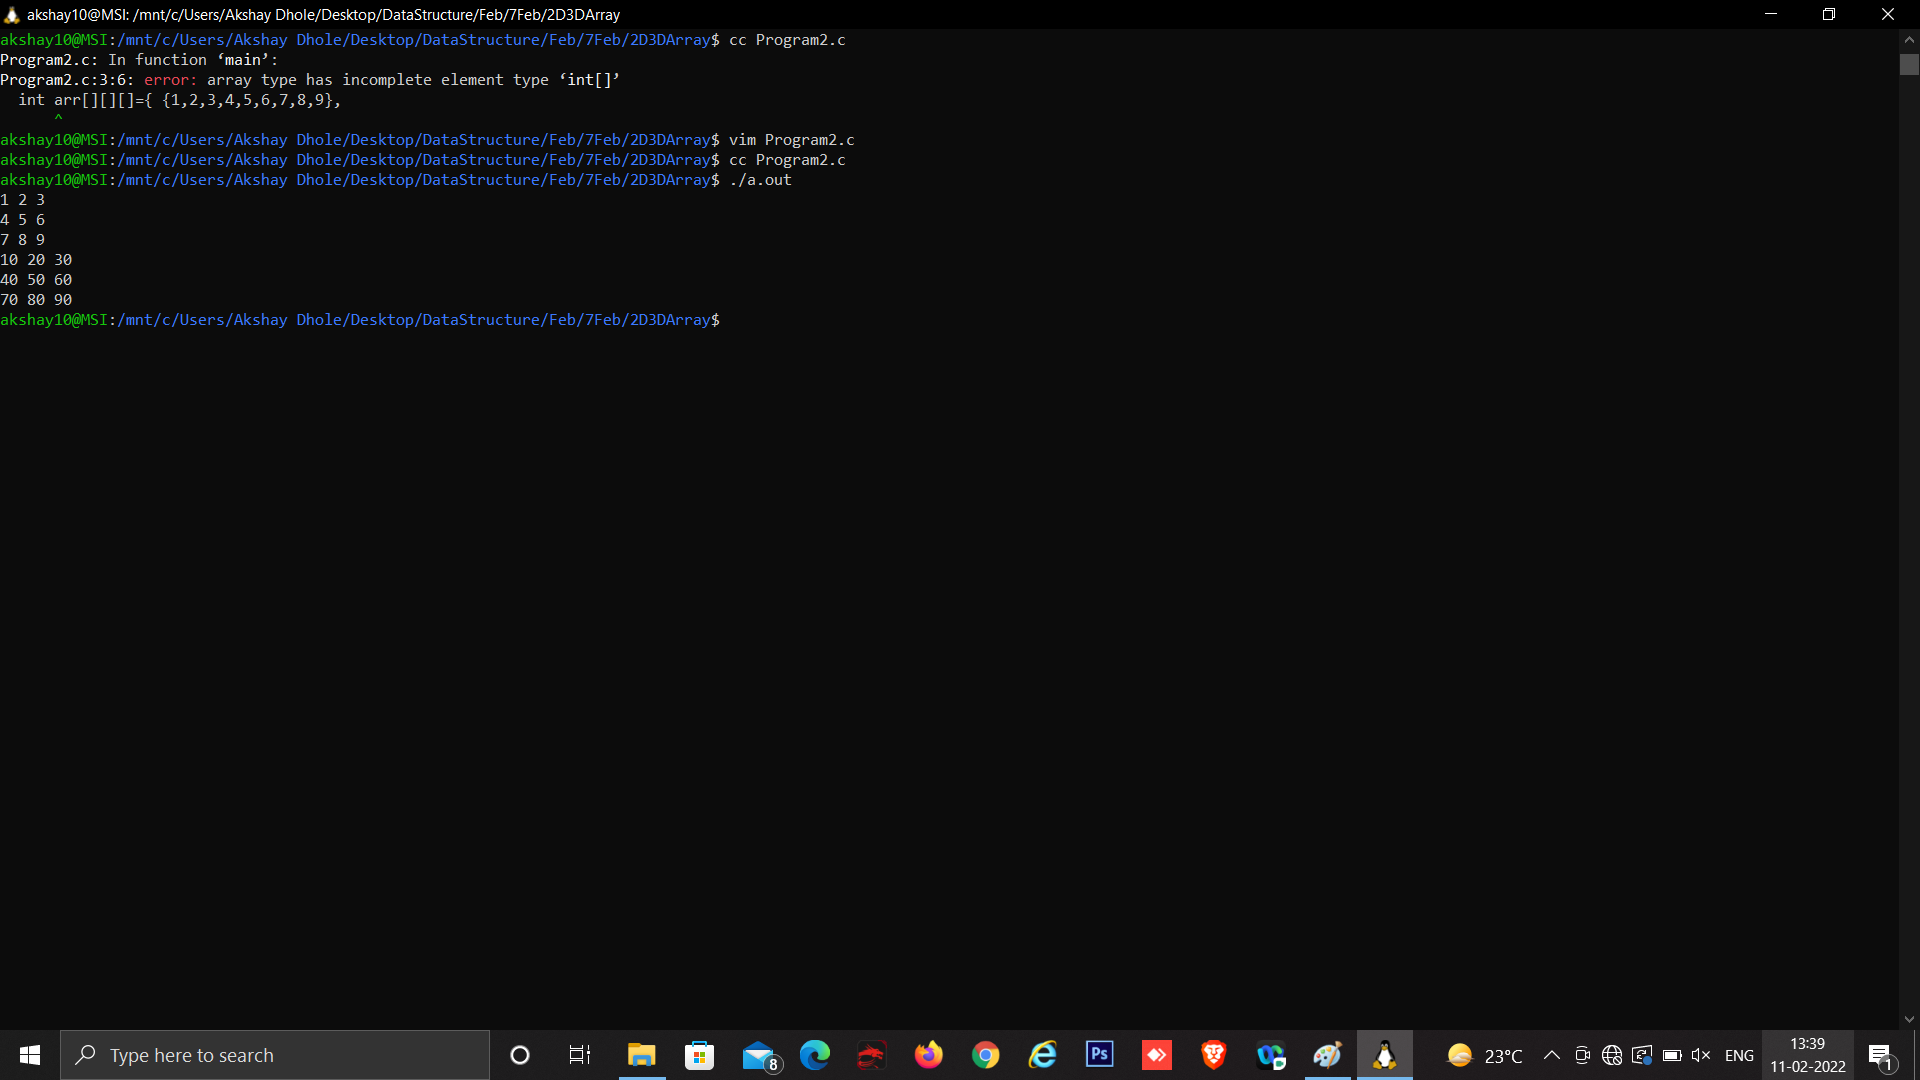 akshay10@MSI: /mnt/c/Users/Akshay Dhole/Desktop/DataStructure/Feb/7Feb/2D3DArray
akshay10@MSI:/mnt/c/Users/Akshay Dhole/Desktop/DataStructure/Feb/7Feb/2D3DArray$ cc Program2.c
Program2.c: In function ‘main’:
Program2.c:3:6: error: array type has incomplete element type ‘int[]’
  int arr[][][]={ {1,2,3,4,5,6,7,8,9},
      ^
akshay10@MSI:/mnt/c/Users/Akshay Dhole/Desktop/DataStructure/Feb/7Feb/2D3DArray$ vim Program2.c
akshay10@MSI:/mnt/c/Users/Akshay Dhole/Desktop/DataStructure/Feb/7Feb/2D3DArray$ cc Program2.c
akshay10@MSI:/mnt/c/Users/Akshay Dhole/Desktop/DataStructure/Feb/7Feb/2D3DArray$ ./a.out
1 2 3
4 5 6
7 8 9
10 20 30
40 50 60
70 80 90
akshay10@MSI:/mnt/c/Users/Akshay Dhole/Desktop/DataStructure/Feb/7Feb/2D3DArray$
Type here to search
8
Ps
23°C
ENG
13:39
11-02-2022
1